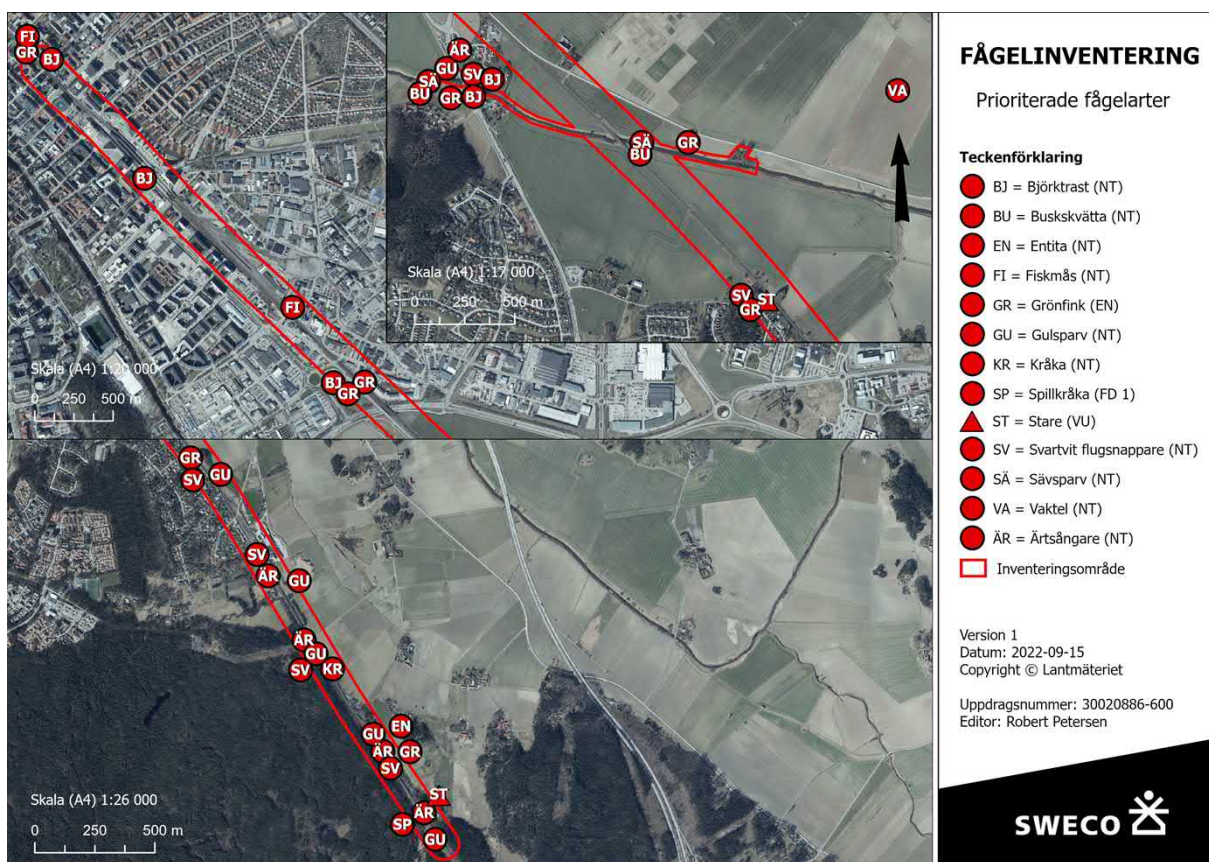 FI
GR
BJ
BJ
FI
BJ
GR
GR
Skala (A4) 1:20 000
0 250 500 m
ÄR
GU
SV
BJ
SÄ
BU
GR
BJ
SÄ
BU
GR
VA
SV
ST
GR
Skala (A4) 1:17 000
0 250 500 m
GR
GU
SV
SV
ÄR
GU
ÄR
GU
SV
KR
EN
GU
ÄR
GR
SV
ST
ÄR
SP
GU
Skala (A4) 1:26 000
0 250 500 m
FÅGELINVENTERING
Prioriterade fågelarter
Teckenförklaring
BJ = Björktrast (NT)
BU = Buskskvätta (NT)
EN = Entita (NT)
FI = Fiskmås (NT)
GR = Grönfink (EN)
GU = Gulsparv (NT)
KR = Kråka (NT)
SP = Spillkråka (FD 1)
ST = Stare (VU)
SV = Svartvit flugsnappare (NT)
SÄ = Sävsparv (NT)
VA = Vaktel (NT)
ÄR = Ärtsångare (NT)
Inventeringsområde
Version 1
Datum: 2022-09-15
Copyright © Lantmäteriet
Uppdragsnummer: 30020886-600
Editor: Robert Petersen
SWECO